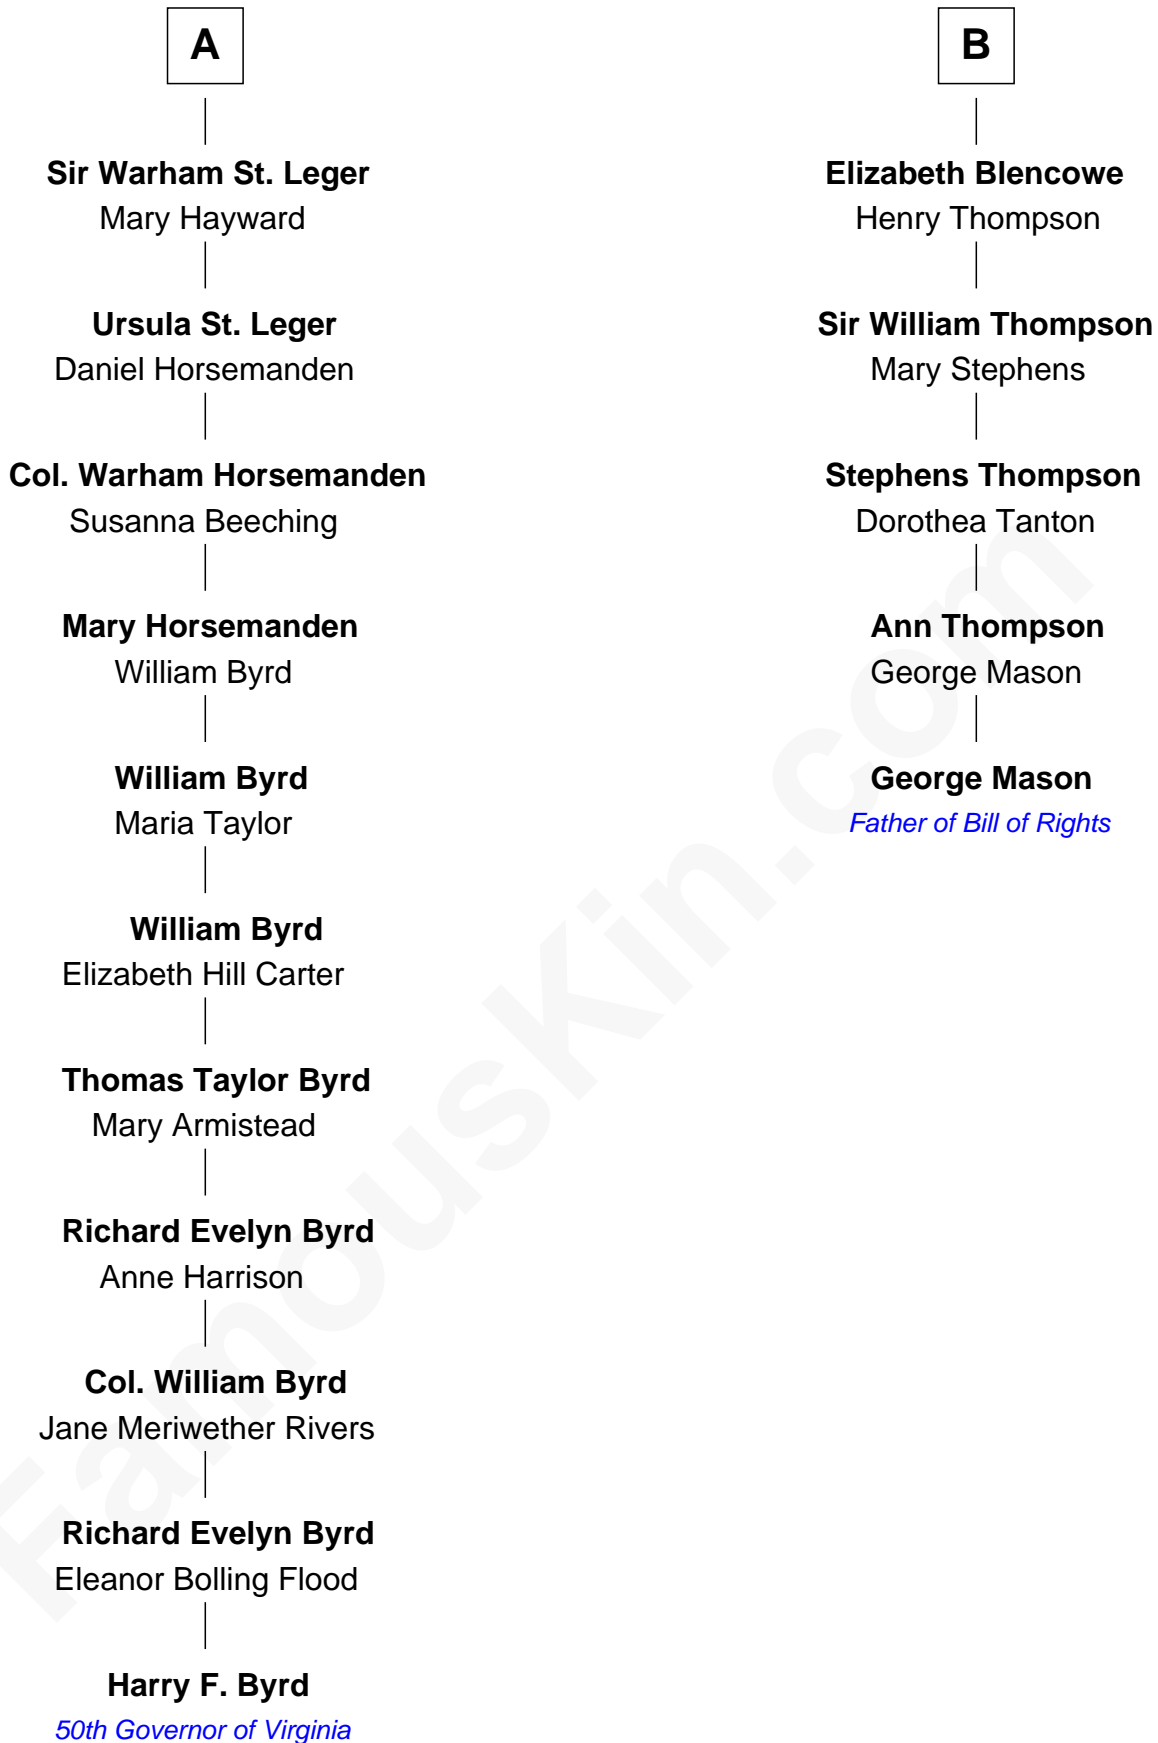 A
Sir Warham St. Leger
Mary Hayward
Ursula St. Leger
Daniel Horsemanden
Col. Warham Horsemanden
Susanna Beeching
Mary Horsemanden
William Byrd
William Byrd
Maria Taylor
William Byrd
Elizabeth Hill Carter
Thomas Taylor Byrd
Mary Armistead
Richard Evelyn Byrd
Anne Harrison
Col. William Byrd
Jane Meriwether Rivers
Richard Evelyn Byrd
Eleanor Bolling Flood
Harry F. Byrd
50th Governor of Virginia
B
Elizabeth Blencowe
Henry Thompson
Sir William Thompson
Mary Stephens
Stephens Thompson
Dorothea Tanton
Ann Thompson
George Mason
George Mason
Father of Bill of Rights
FamousKin.com